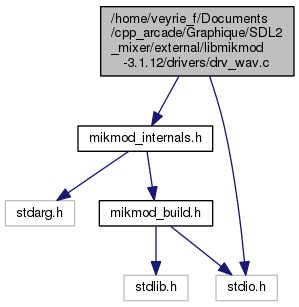 /home/veyrie_f/Documents
/cpp_arcade/Graphique/SDL2
_mixer/external/libmikmod
-3.1.12/drivers/drv_wav.c
mikmod_internals.h
stdarg.h
mikmod_build.h
stdlib.h
stdio.h